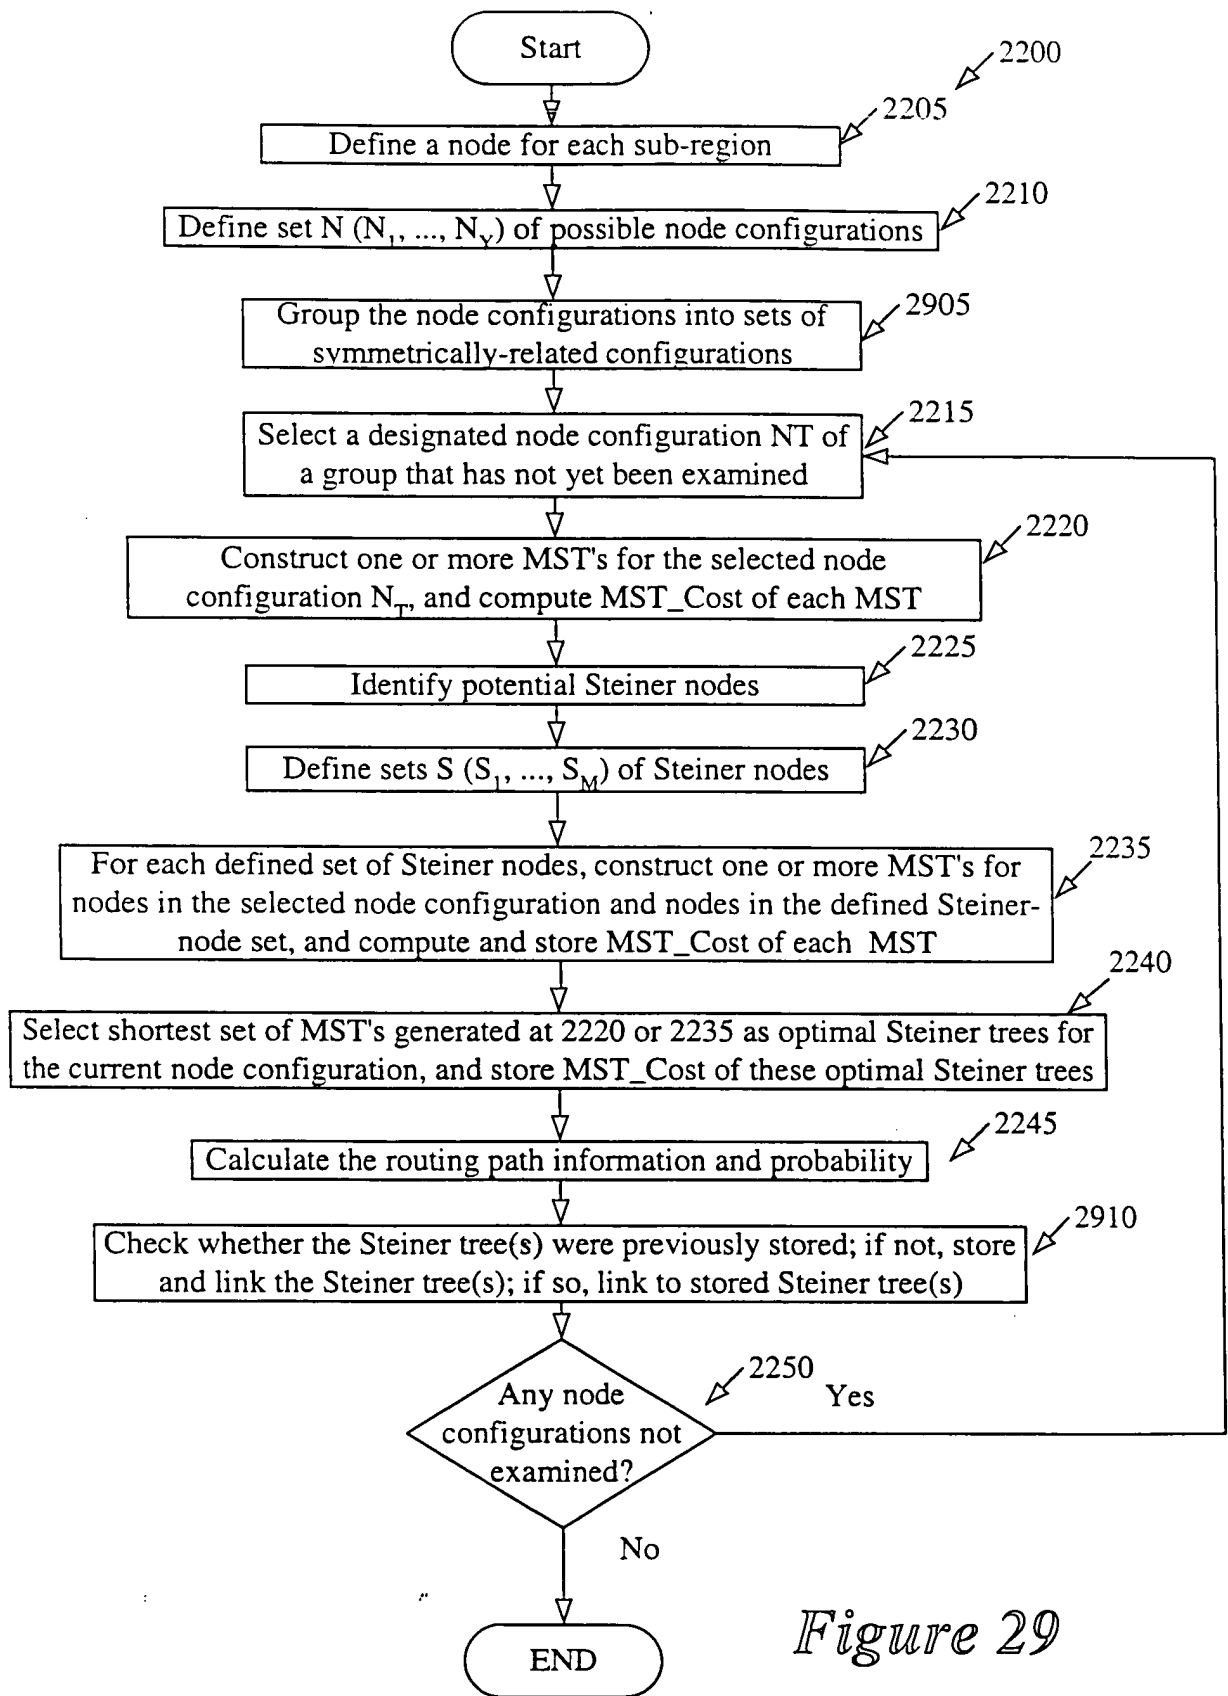 Start
2200
2205
Define a node for each sub-region
2210
Define set N (N₁, ..., N_Y) of possible node configurations
2905
Group the node configurations into sets of
symmetrically-related configurations
2215
Select a designated node configuration NT of
a group that has not yet been examined
2220
Construct one or more MST's for the selected node
configuration N_T, and compute MST_Cost of each MST
2225
Identify potential Steiner nodes
2230
Define sets S (S₁, ..., S_M) of Steiner nodes
2235
For each defined set of Steiner nodes, construct one or more MST's for
nodes in the selected node configuration and nodes in the defined Steiner-
node set, and compute and store MST_Cost of each MST
2240
Select shortest set of MST's generated at 2220 or 2235 as optimal Steiner trees for
the current node configuration, and store MST_Cost of these optimal Steiner trees
2245
Calculate the routing path information and probability
2910
Check whether the Steiner tree(s) were previously stored; if not, store
and link the Steiner tree(s); if so, link to stored Steiner tree(s)
2250
Any node
configurations not
examined?
Yes
No
END
Figure 29